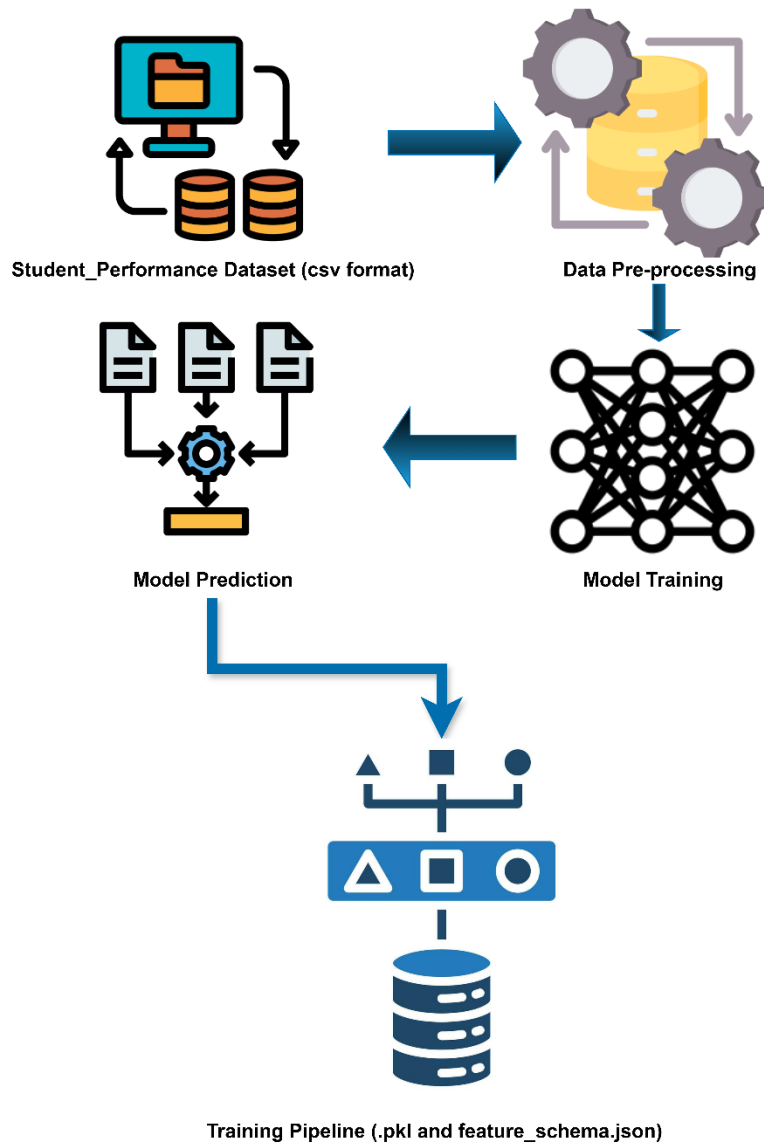 Student_Performance Dataset (csv format)
Data Pre-processing
Model Prediction
Model Training
Training Pipeline (.pkl and feature_schema.json)